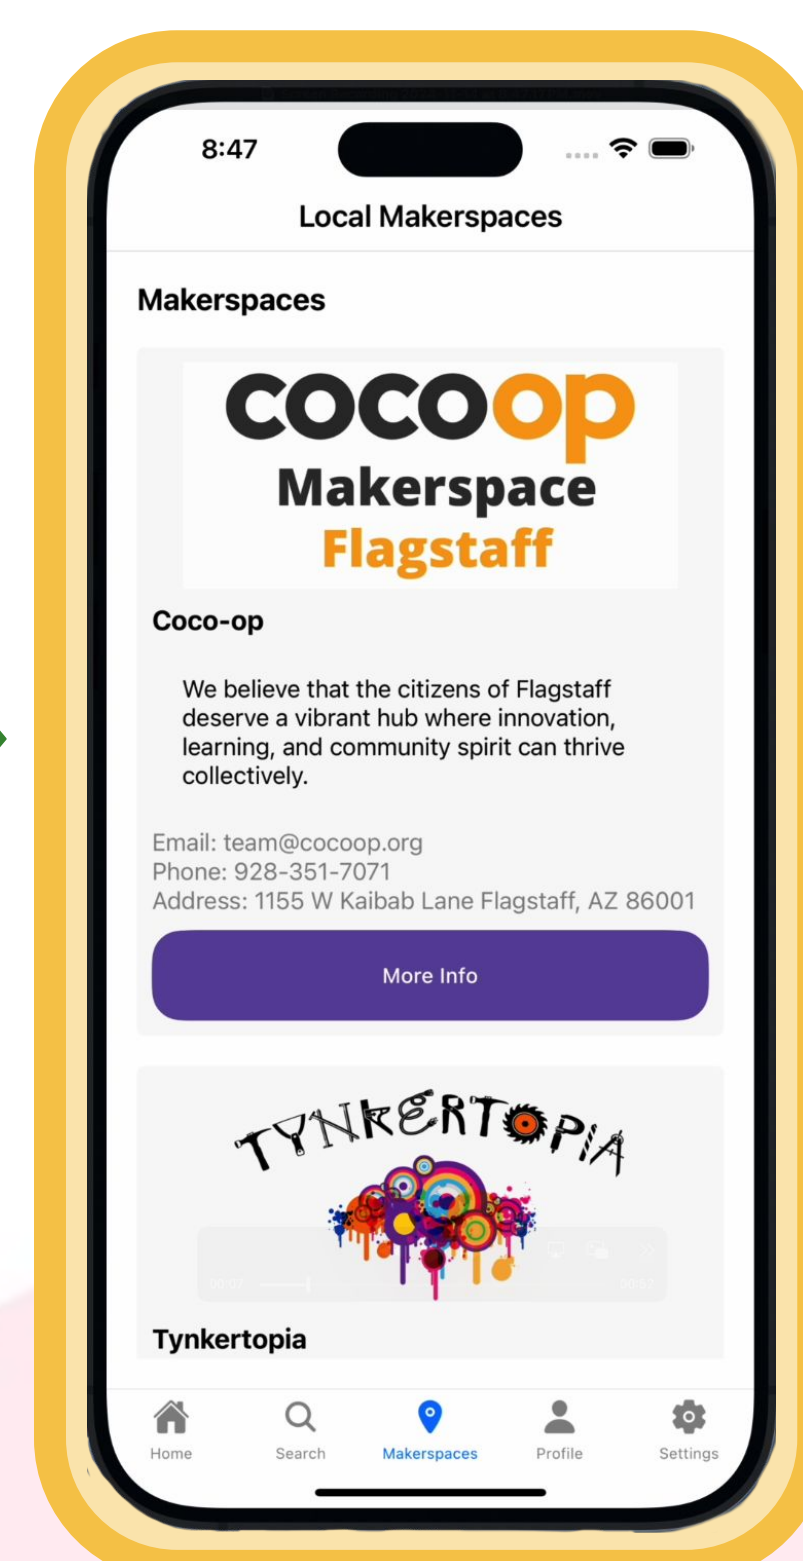 8:47
Local Makerspaces
Makerspaces
cocoop
Makerspace
Flagstaff
Coco-op
We believe that the citizens of Flagstaff
deserve a vibrant hub where innovation,
learning, and community spirit can thrive
collectively.
Email: team@cocoop.org
Phone: 928-351-7071
Address: 1155 W Kaibab Lane Flagstaff, AZ 86001
More Info
TYNKERTOPIA
Tynkertopia
Home Search Makerspaces Profile Settings